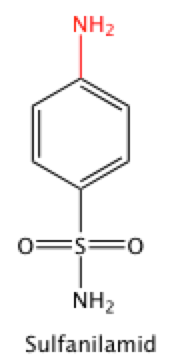 NH₂
O=S=O
NH₂
Sulfanilamid